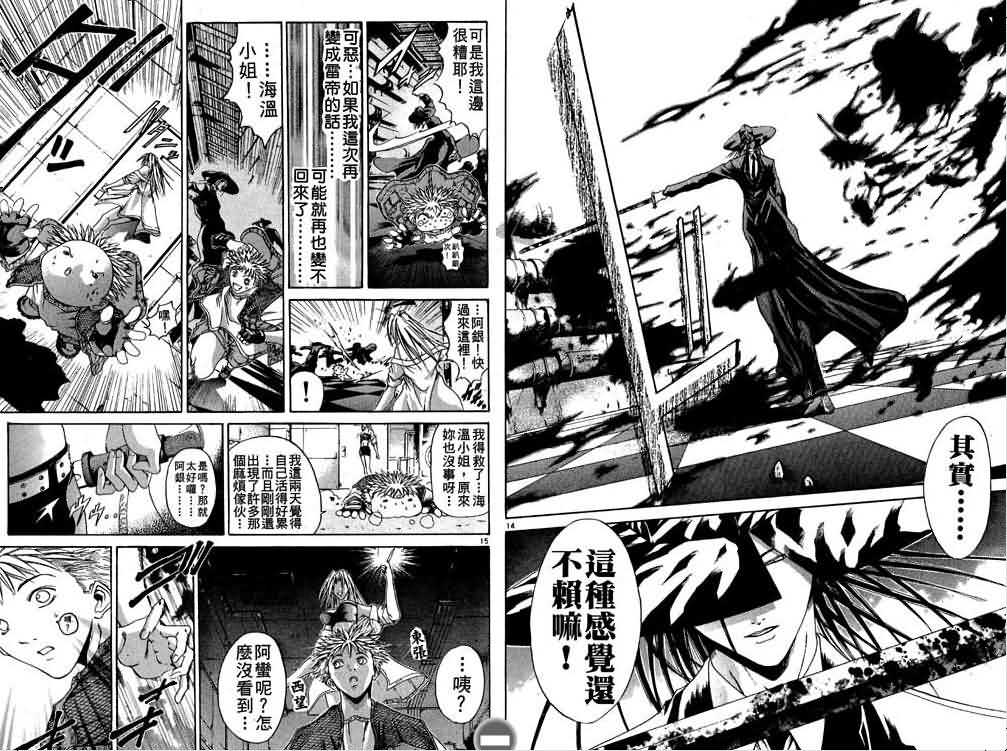 其實……
這種感覺還
不賴嘛！
14
可是我這邊
很糟耶！
可惡…如果我這次再
變成雷帝的話………
可能就再也變不
回來了………
……海溫
小姐！
…阿銀！快
過來這裡！
！
嘿！
我得救了…海
溫小姐，原來
妳也沒事呀…
我這兩天覺得
自己活得好累
…而且剛剛還
出現了許多那
個麻煩傢伙…
是嗎？那就
太好囉……
阿銀……
15
…咦？
東張
西望
阿蠻呢？怎
麼沒看到…
嘎？